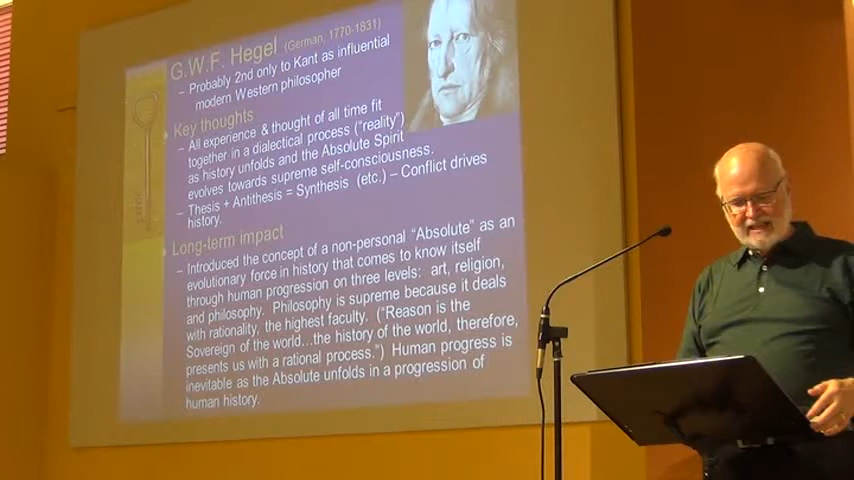 G.W.F. Hegel (German, 1770-1831)
– Probably 2nd only to Kant as influential
modern Western philosopher
Key thoughts
– All experience & thought of all time fit
together in a dialectical process ("reality")
as history unfolds and the Absolute Spirit
evolves towards supreme self-consciousness.
– Thesis + Antithesis = Synthesis (etc.) – Conflict drives
history.
Long-term impact
– Introduced the concept of a non-personal "Absolute" as an
evolutionary force in history that comes to know itself
through human progression on three levels: art, religion,
and philosophy. Philosophy is supreme because it deals
with rationality, the highest faculty. ("Reason is the
Sovereign of the world...the history of the world, therefore,
presents us with a rational process.") Human progress is
inevitable as the Absolute unfolds in a progression of
human history.